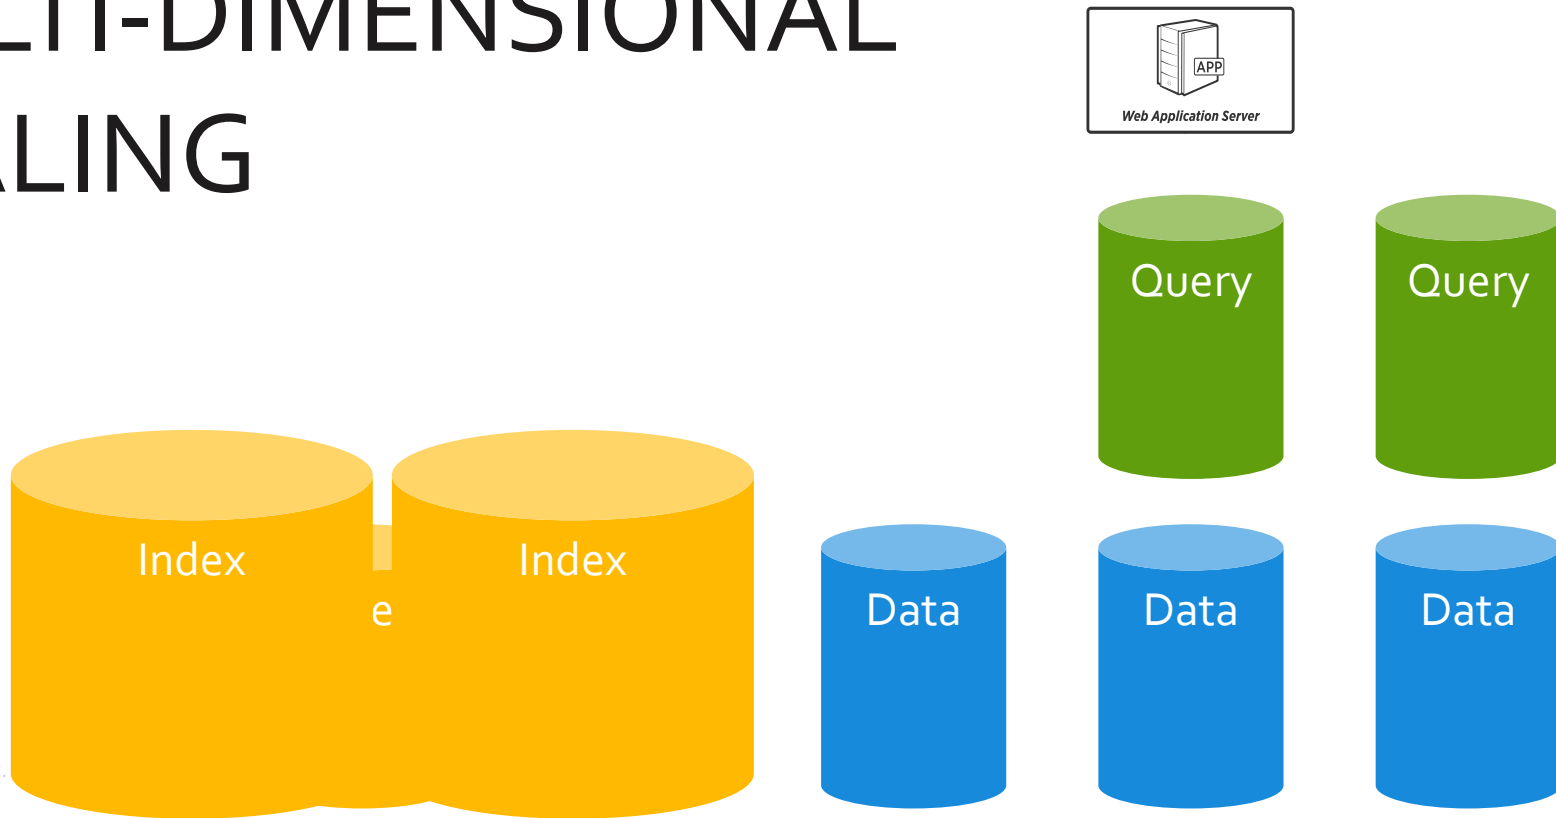 LTI-DIMENSIONAL
ALING
APP
Web Application Server
Query
Query
Index
Index
e
Data
Data
Data